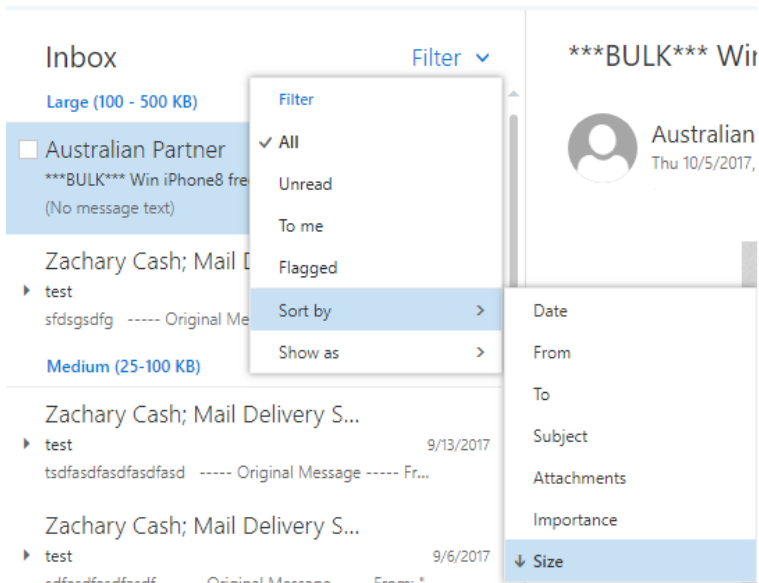 Inbox
Filter
Large (100 - 500 KB)
Australian Partner
***BULK*** Win iPhone8 fre
(No message text)
Zachary Cash; Mail
test
sfdsgsdfg ----- Original Me
Medium (25-100 KB)
Zachary Cash; Mail Delivery S...
test 9/13/2017
tsdfasdfasdfasdfasd ----- Original Message ----- Fr...
Zachary Cash; Mail Delivery S...
test 9/6/2017
Original Message From: "
Filter
All
Unread
To me
Flagged
Sort by
Show as
Date
From
To
Subject
Attachments
Importance
Size
***BULK*** Wi
Australian
Thu 10/5/2017,